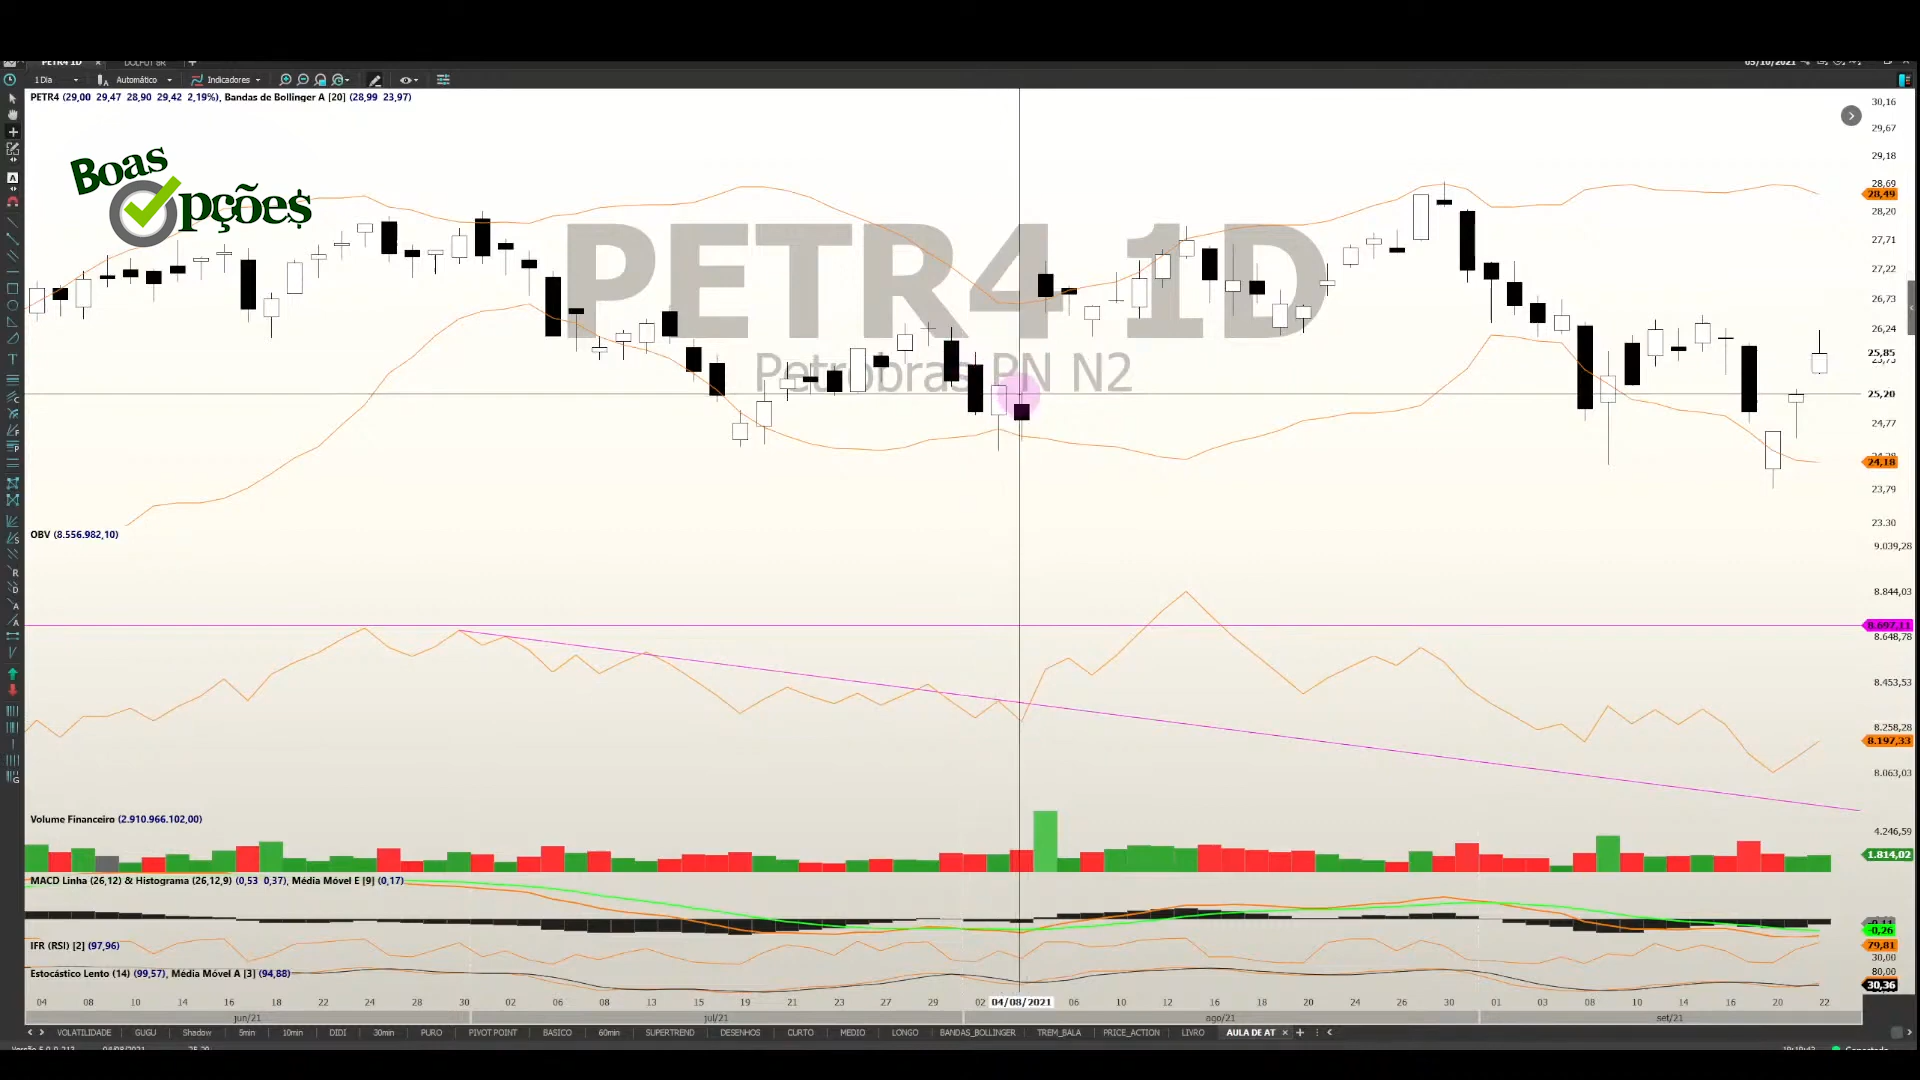 PETR4 1D
DOLFUT 8R
05/10/2021
1 Dia
Automático
Indicadores
PETR4 (29,00 29,47 28,90 29,42 2,19%), Bandas de Bollinger A [20] (28,99 23,97)
Boas
Opções
PETR4 1D
Petrobras PN N2
30,16
29,67
29,18
28,69
28,49
28,20
27,71
27,22
26,73
26,24
25,85
25,20
24,77
24,18
23,79
23,30
OBV (8.556.982,10)
9.039,28
8.844,03
8.697,11
8.648,78
8.453,53
8.258,28
8.197,33
8.063,03
Volume Financeiro (2.910.966.102,00)
4.246,59
1.814,02
MACD Linha (26,12) & Histograma (26,12,9) (0,53 0,37), Média Móvel E [9] (0,17)
-0,26
IFR (RSI) [2] (97,96)
79,81
30,00
Estocástico Lento (14) (99,57), Média Móvel A [3] (94,88)
80,00
30,36
04 08 10 14 16 18 22 24 28 30 02 06 08 13 15 19 21 23 27 29 02 04/08/2021 06 10 12 16 18 20 24 26 30 01 03 08 10 14 16 20 22
jun/21 jul/21 ago/21 set/21
VOLATILIDADE GUGU Shadow 5min 10min DIDI 30min PURO PIVOT POINT BASICO 60min SUPERTREND DESENHOS CURTO MEDIO LONGO BANDAS_BOLLINGER TREM_BALA PRICE_ACTION LIVRO AULA DE AT